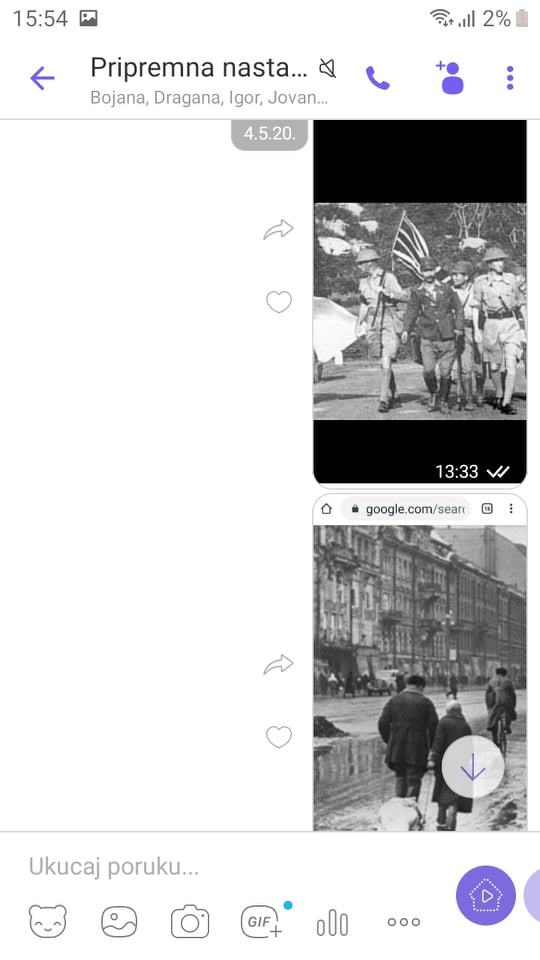 15:54
2%
Pripremna nasta...
Bojana, Dragana, Igor, Jovan...
4.5.20.
13:33
google.com/sear
Ukucaj poruku...
GIF